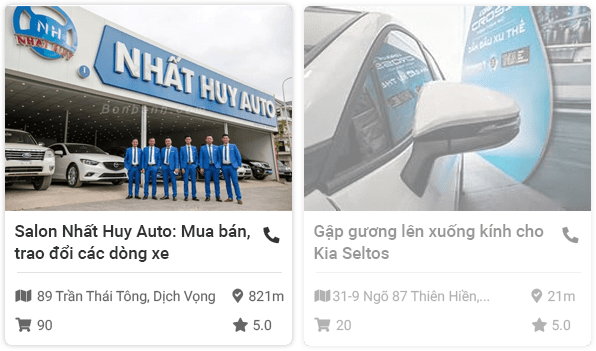 NH
NHẤT HUY
NHẤT HUY AUTO
Bonbanh
CROSS
DẪN ĐẦU XU THẾ
Salon Nhất Huy Auto: Mua bán,
trao đổi các dòng xe
89 Trần Thái Tông, Dịch Vọng
821m
90
5.0
Gập gương lên xuống kính cho
Kia Seltos
31-9 Ngõ 87 Thiên Hiền,...
21m
20
5.0